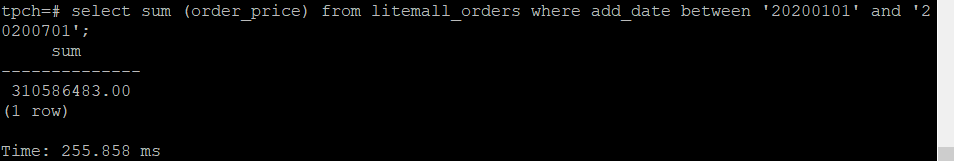 tpch=# select sum (order_price) from litemall_orders where add_date between '20200101' and '2
0200701';
     sum
--------------
 310586483.00
(1 row)
Time: 255.858 ms